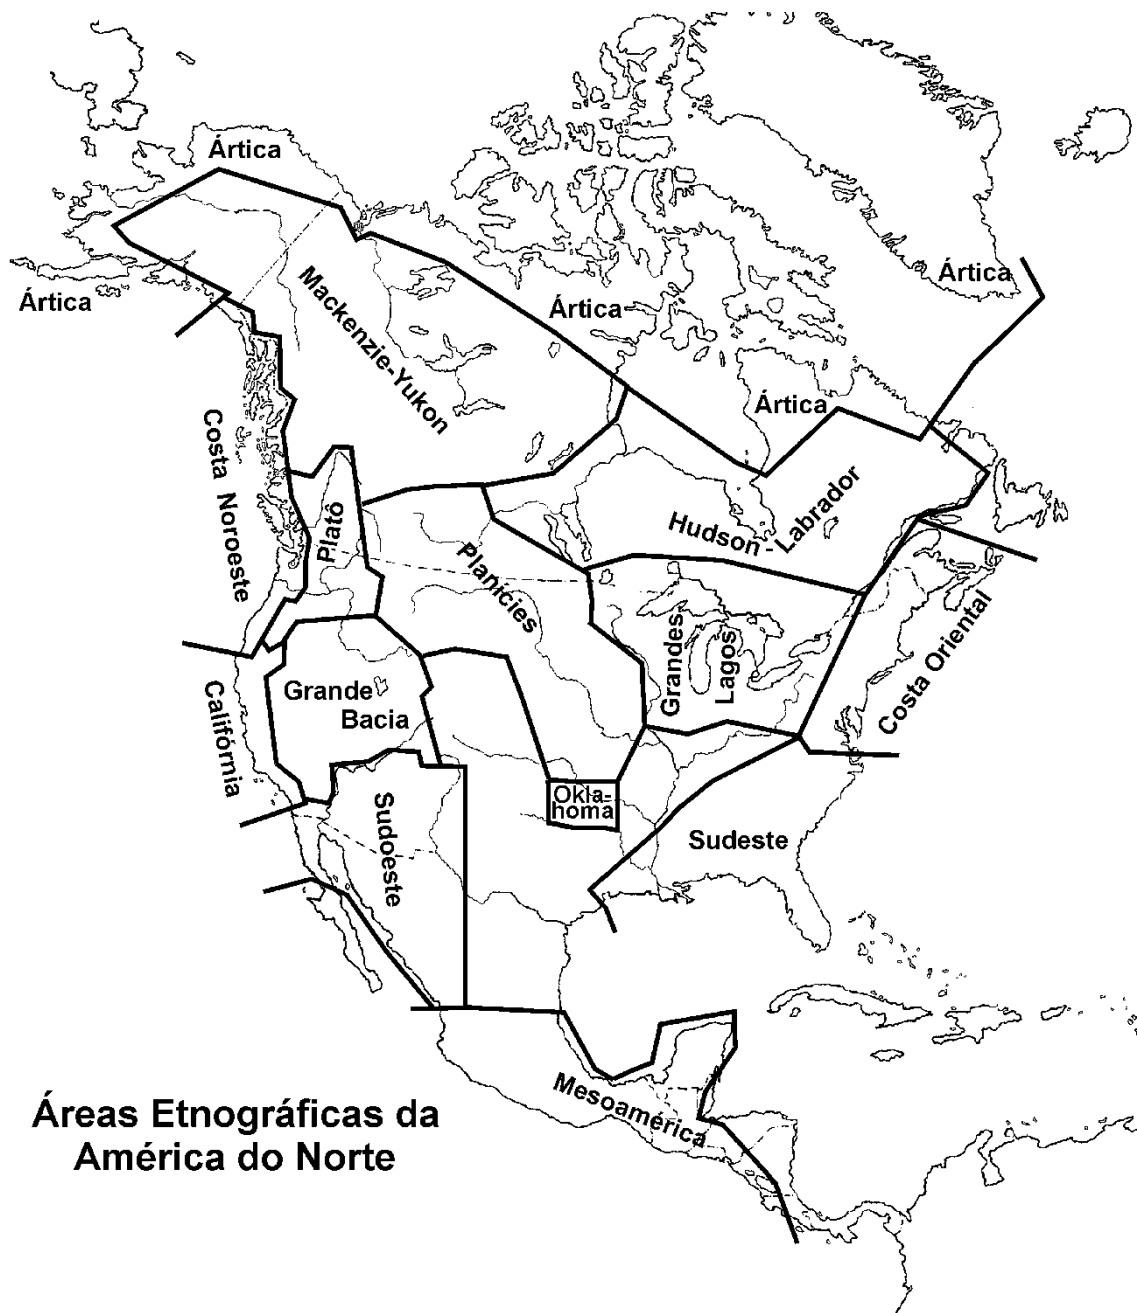 Ártica
Ártica
Ártica
Ártica
Ártica
Mackenzie-Yukon
Costa Noroeste
Platô
Planícies
Hudson - Labrador
Grandes
Lagos
Costa Oriental
Califórnia
Grande
Bacia
Sudoeste
Okla-
homa
Sudeste
Mesoamérica
Áreas Etnográficas da
América do Norte